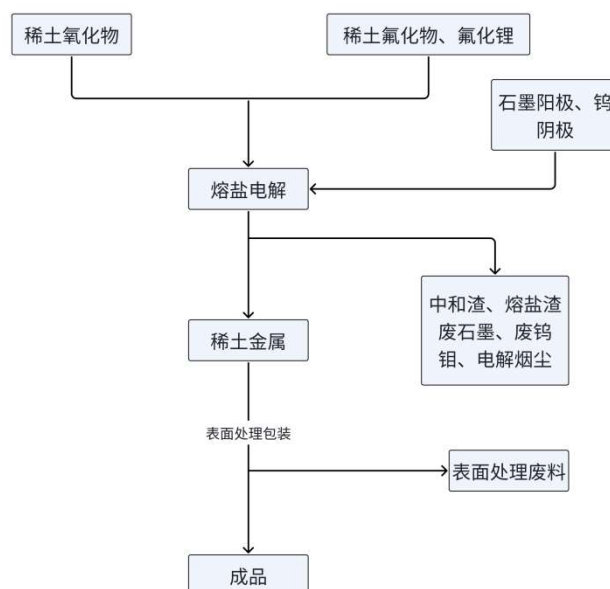 稀土氧化物
稀土氟化物、氟化锂
石墨阳极、钨
阴极
熔盐电解
中和渣、熔盐渣
废石墨、废钨
钼、电解烟尘
稀土金属
表面处理包装
表面处理废料
成品